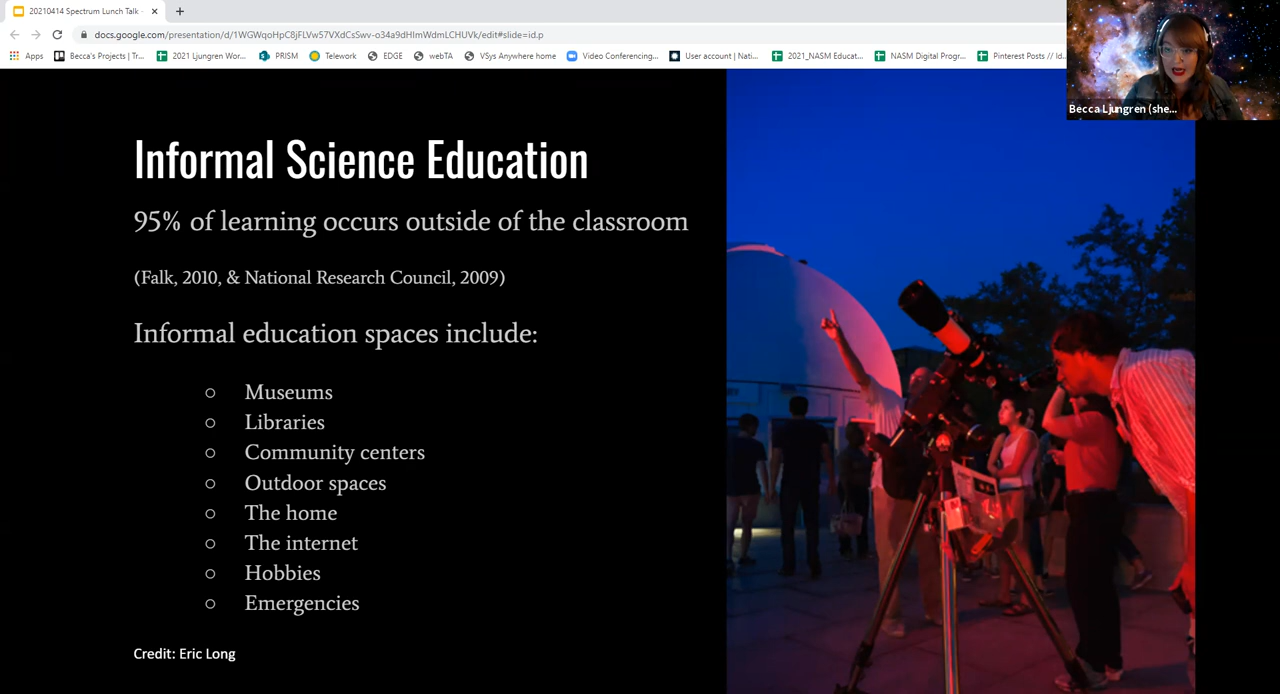 20210414 Spectrum Lunch Talk -
docs.google.com/presentation/d/1WGWqoHpC8jFLVw57VXdCsSwv-o34a9dHImWdmLCHUVk/edit#slide=id.p
Apps Becca's Projects | Tr... 2021 Ljungren Wor... PRISM Telework EDGE webTA VSys Anywhere home Video Conferencing... User account | Nati... 2021_NASM Educat... NASM Digital Progr... Pinterest Posts // Id...
Becca Ljungren (she...
Informal Science Education
95% of learning occurs outside of the classroom
(Falk, 2010, & National Research Council, 2009)
Informal education spaces include:
○ Museums
○ Libraries
○ Community centers
○ Outdoor spaces
○ The home
○ The internet
○ Hobbies
○ Emergencies
Credit: Eric Long